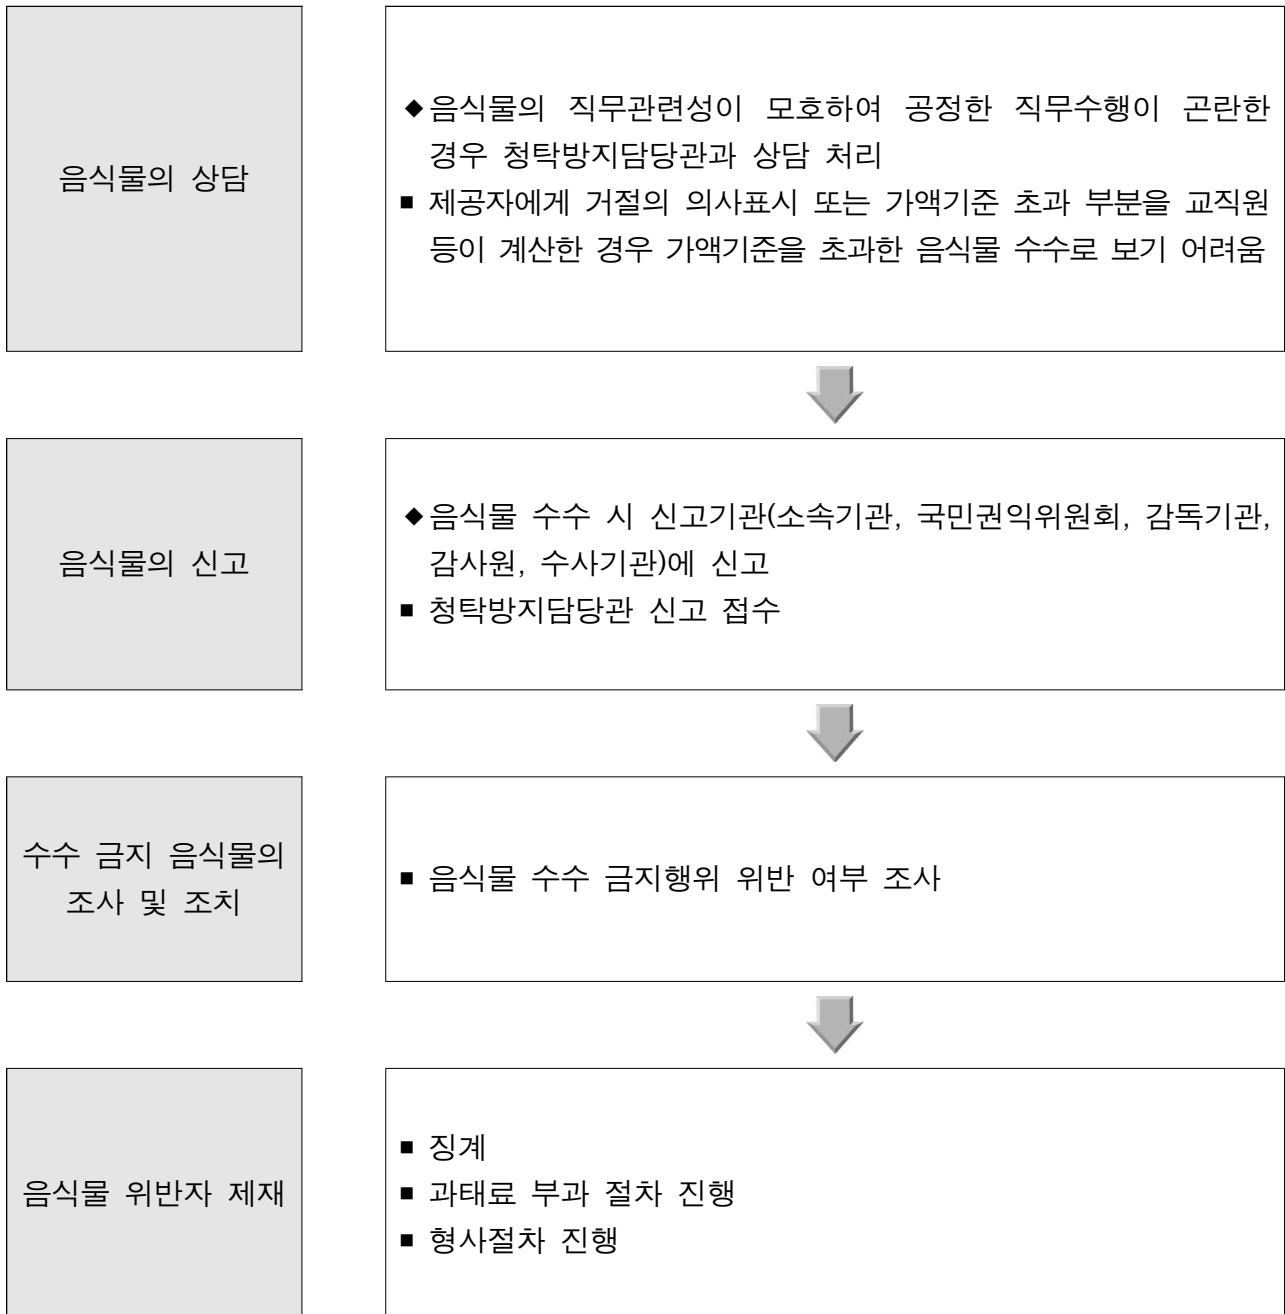 음식물의 상담
◆음식물의 직무관련성이 모호하여 공정한 직무수행이 곤란한
경우 청탁방지담당관과 상담 처리
■ 제공자에게 거절의 의사표시 또는 가액기준 초과 부분을 교직원
등이 계산한 경우 가액기준을 초과한 음식물 수수로 보기 어려움
음식물의 신고
◆음식물 수수 시 신고기관(소속기관, 국민권익위원회, 감독기관,
감사원, 수사기관)에 신고
■ 청탁방지담당관 신고 접수
수수 금지 음식물의
조사 및 조치
■ 음식물 수수 금지행위 위반 여부 조사
음식물 위반자 제재
■ 징계
■ 과태료 부과 절차 진행
■ 형사절차 진행